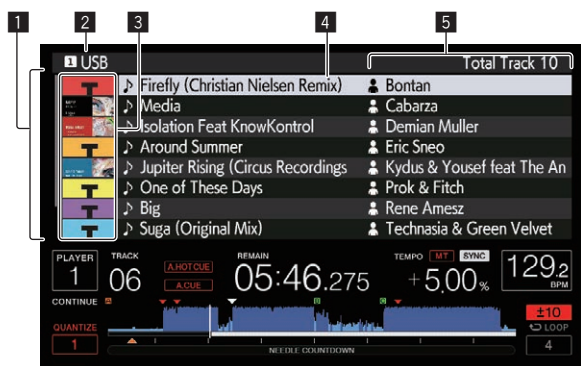 1 2 3 4 5
1 USB Total Track 10
Firefly (Christian Nielsen Remix) Bontan
Media Cabarza
Isolation Feat KnowKontrol Demian Muller
Around Summer Eric Sneo
Jupiter Rising (Circus Recordings Kydus & Yousef feat The An
One of These Days Prok & Fitch
Big Rene Amesz
Suga (Original Mix) Technasia & Green Velvet
PLAYER TRACK REMAIN TEMPO MT SYNC
1 06 A.HOT CUE A.CUE 05:46.275 +5.00% 129.2 BPM
CONTINUE
±10
QUANTIZE LOOP
1 4
NEEDLE COUNTDOWN